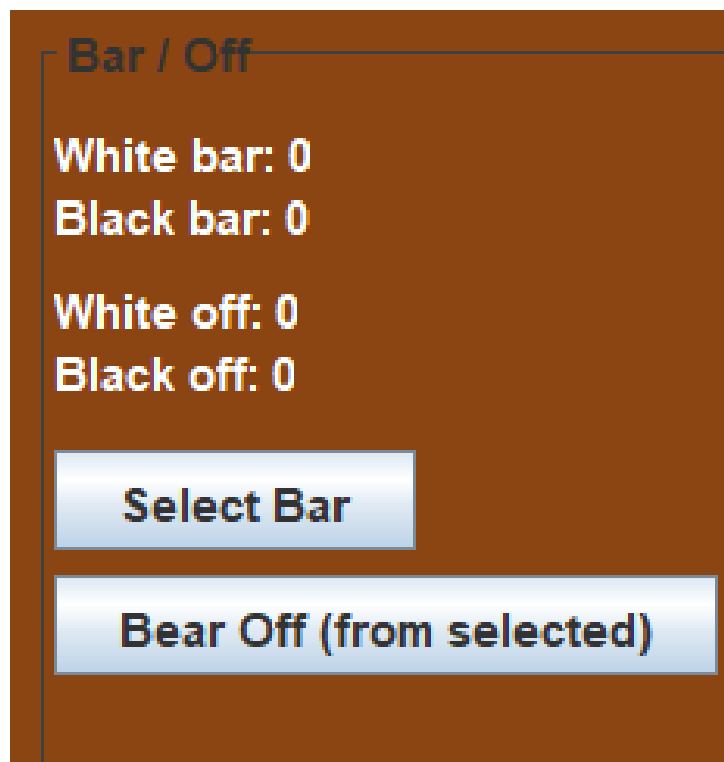 Bar / Off
White bar: 0
Black bar: 0
White off: 0
Black off: 0
Select Bar
Bear Off (from selected)